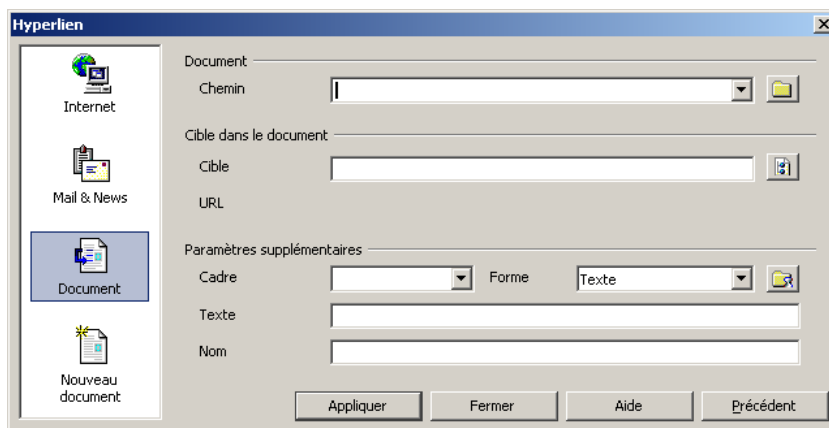 Hyperlien
Internet
Mail & News
Document
Nouveau
document
Document
Chemin
Cible dans le document
Cible
URL
Paramètres supplémentaires
Cadre
Forme
Texte
Texte
Nom
Appliquer
Fermer
Aide
Précédent